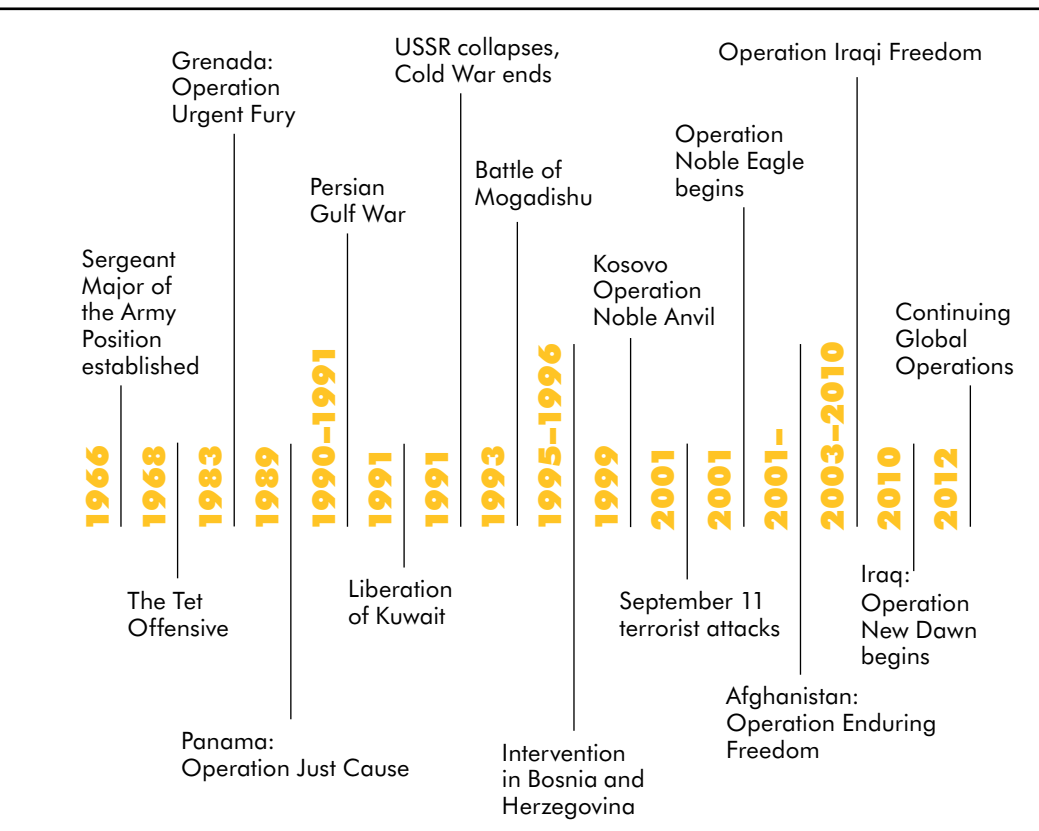 USSR collapses,
Cold War ends
Operation Iraqi Freedom
Grenada:
Operation
Urgent Fury
Operation
Noble Eagle
begins
Battle of
Mogadishu
Persian
Gulf War
Sergeant
Major of
the Army
Position
established
Kosovo
Operation
Noble Anvil
Continuing
Global
Operations
1966
1968
1983
1989
1990–1991
1991
1991
1993
1995–1996
1999
2001
2001
2001–
2003–2010
2010
2012
The Tet
Offensive
Liberation
of Kuwait
September 11
terrorist attacks
Iraq:
Operation
New Dawn
begins
Panama:
Operation Just Cause
Intervention
in Bosnia and
Herzegovina
Afghanistan:
Operation Enduring
Freedom